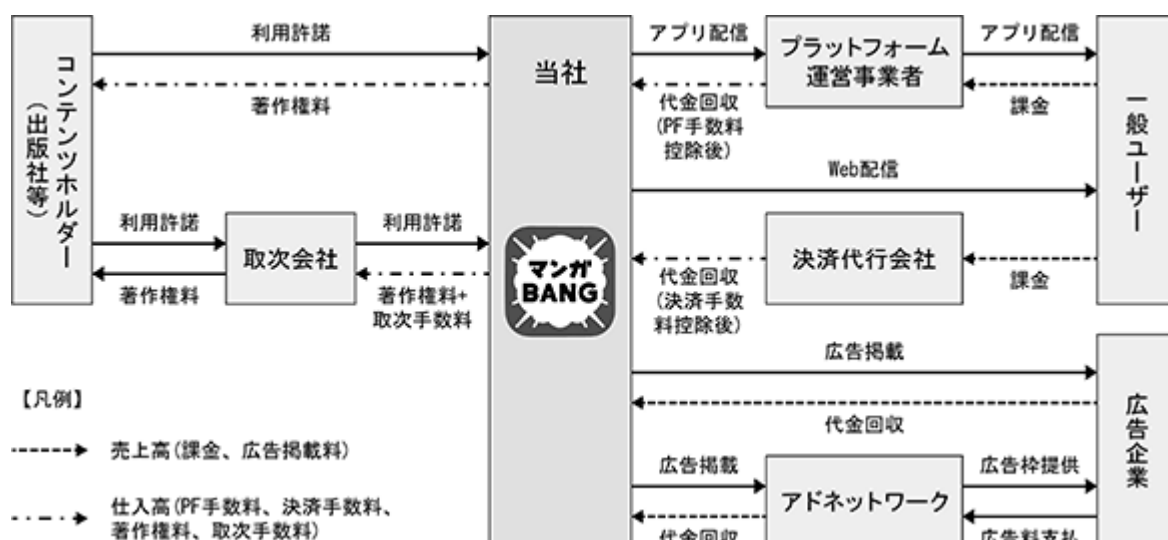 コンテンツホルダー
（出版社等）
利用許諾
著作権料
利用許諾
著作権料
取次会社
利用許諾
著作権料+
取次手数料
当社
マンガ
BANG
アプリ配信
代金回収
(PF手数料
控除後)
プラットフォーム
運営事業者
アプリ配信
課金
一般ユーザー
Web配信
代金回収
(決済手数
料控除後)
決済代行会社
課金
広告掲載
代金回収
広告企業
広告掲載
代金回収
アドネットワーク
広告枠提供
広告料支払
【凡例】
売上高(課金、広告掲載料)
仕入高(PF手数料、決済手数料、
著作権料、取次手数料)